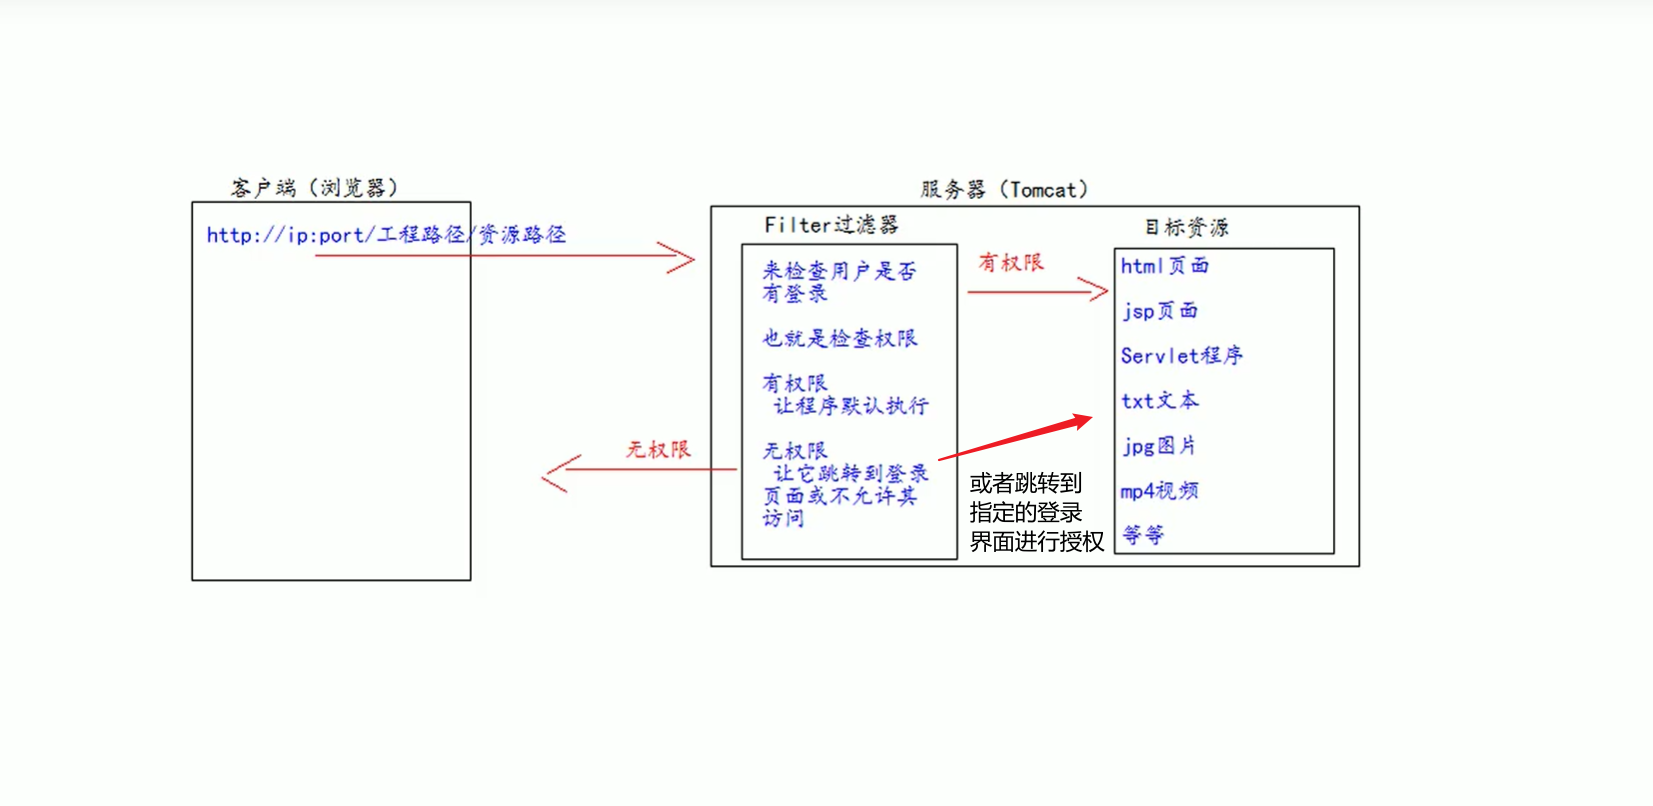 客户端（浏览器）
http://ip:port/工程路径/资源路径
服务器（Tomcat）
Filter过滤器
来检查用户是否
有登录
也就是检查权限
有权限
让程序默认执行
无权限
让它跳转到登录
页面或不允许其
访问
有权限
无权限
或者跳转到
指定的登录
界面进行授权
目标资源
html页面
jsp页面
Servlet程序
txt文本
jpg图片
mp4视频
等等